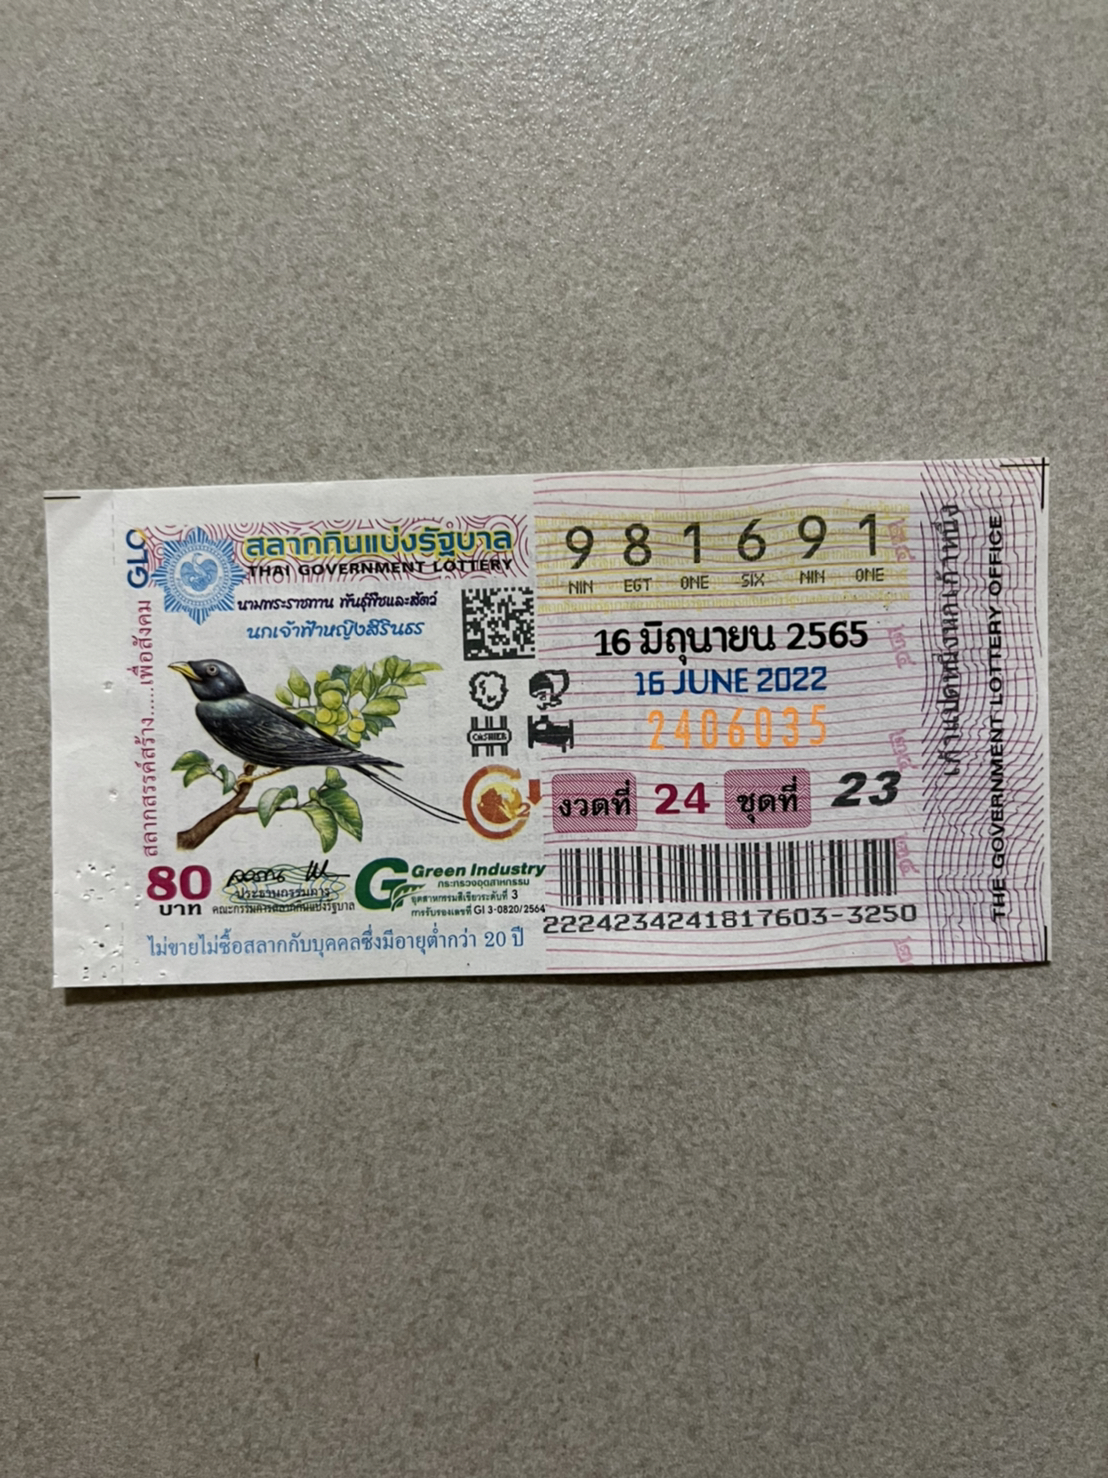 GLO
สลากกินแบ่งรัฐบาล
THAI GOVERNMENT LOTTERY
นามพระราชทาน พันธุ์พืชและสัตว์
นกเจ้าฟ้าหญิงสิรินธร
สลากสรรค์สร้าง.....เพื่อสังคม
CASHIER
80
บาท
ประธานกรรมการ
คณะกรรมการสลากกินแบ่งรัฐบาล
Green Industry
กระทรวงอุตสาหกรรม
อุตสาหกรรมสีเขียวระดับที่ 3
การรับรองเลขที่ GI 3-0820/2564
ไม่ขายไม่ซื้อสลากกับบุคคลซึ่งมีอายุต่ำกว่า 20 ปี
9 8 1 6 9 1
NIN EGT ONE SIX NIN ONE
16 มิถุนายน 2565
16 JUNE 2022
2406035
งวดที่ 24 ชุดที่ 23
2224234241817603-3250
เก้าแปดหนึ่งหกเก้าหนึ่ง
THE GOVERNMENT LOTTERY OFFICE